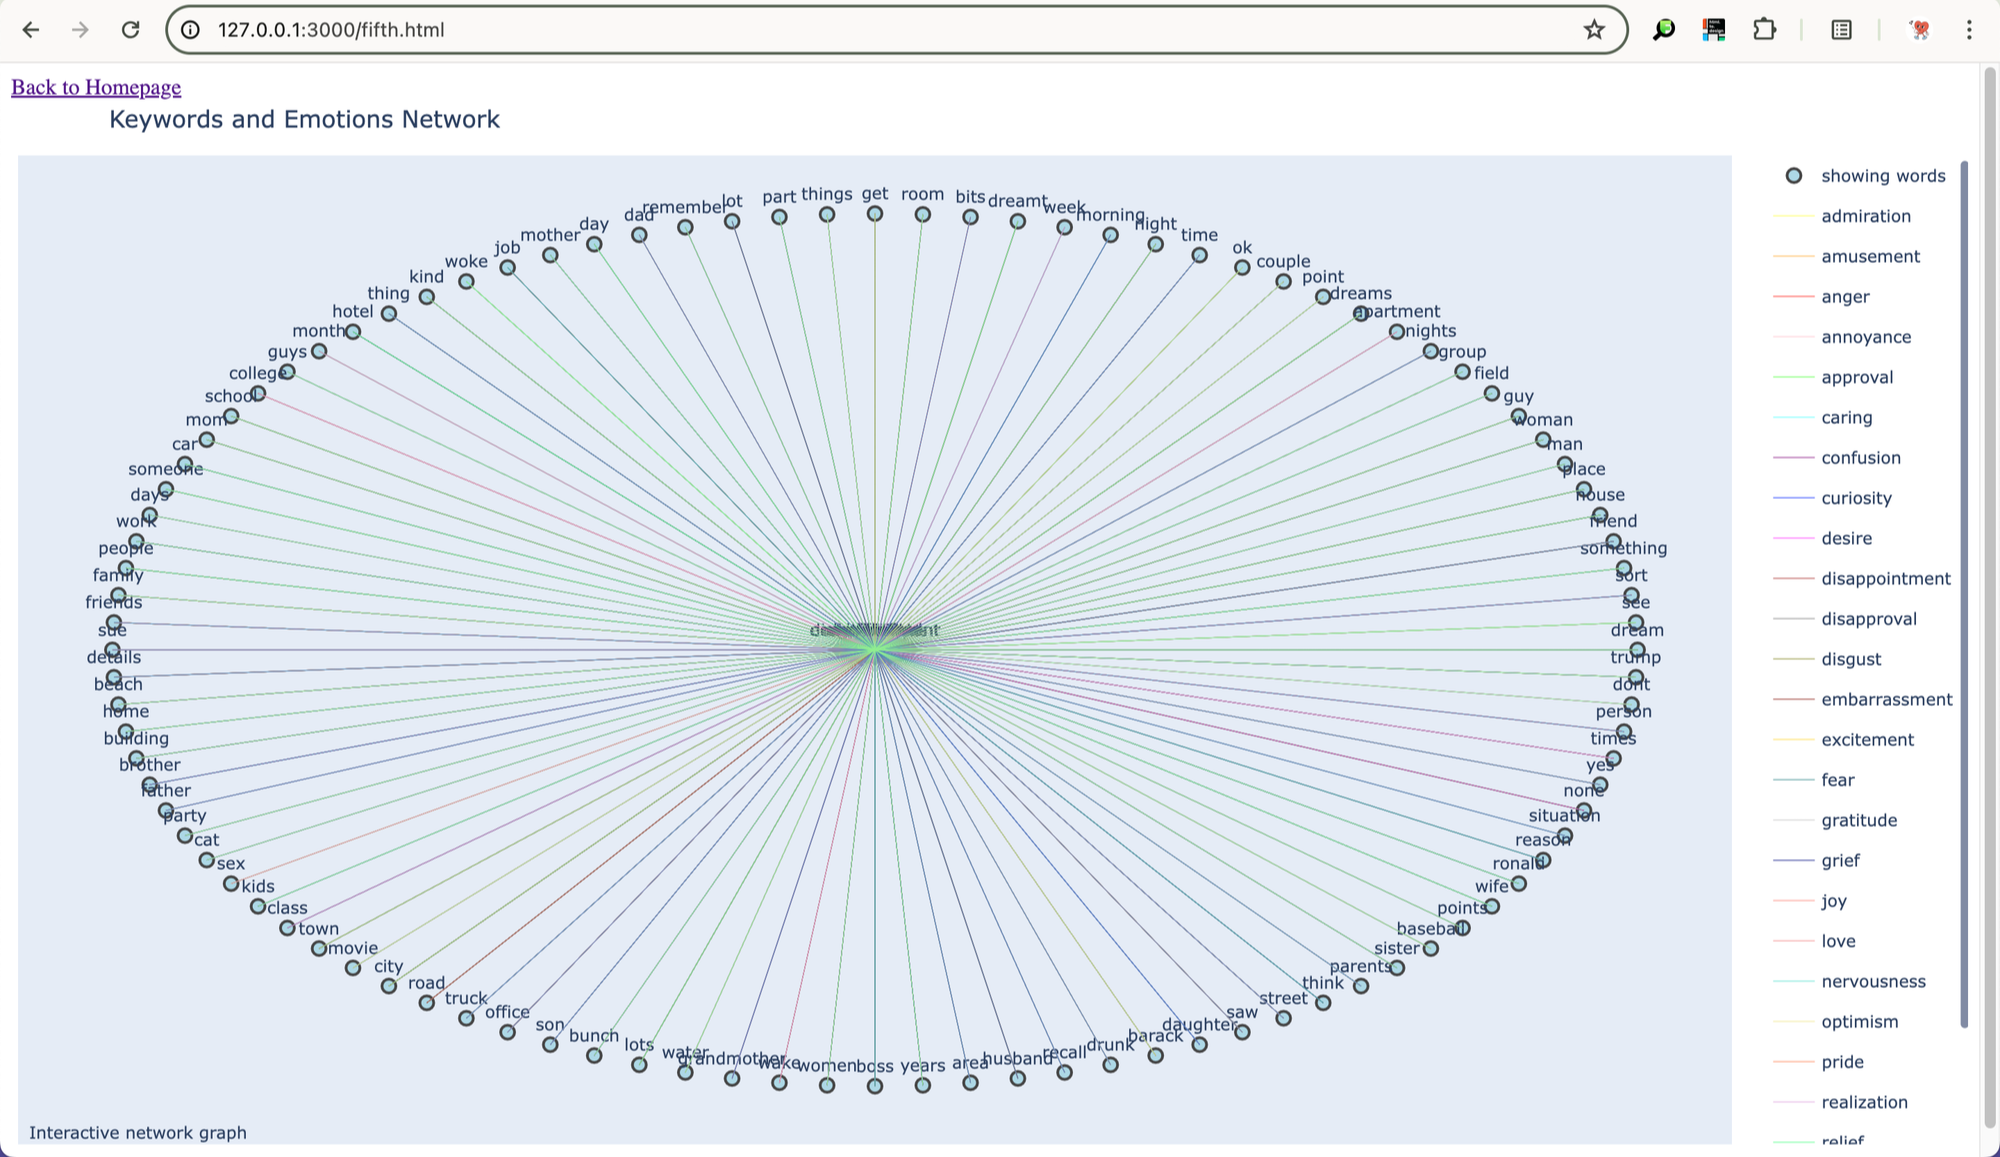 127.0.0.1:3000/fifth.html
Back to Homepage
Keywords and Emotions Network
get
room
bits
dreamt
week
morning
night
time
ok
couple
point
dreams
apartment
nights
group
field
guy
woman
man
place
house
friend
something
sort
see
dream
trump
dont
person
times
yes
none
situation
reason
ronald
wife
points
baseball
sister
parents
think
street
saw
daughter
barack
drunk
recall
husband
area
years
boss
women
wake
grandmother
water
lots
bunch
son
office
truck
road
city
movie
town
class
kids
sex
cat
party
father
brother
building
home
beach
details
sue
friends
family
people
work
days
someone
car
mom
school
college
guys
month
hotel
thing
kind
woke
job
mother
day
dad
remember
lot
part
things
Interactive network graph
showing words
admiration
amusement
anger
annoyance
approval
caring
confusion
curiosity
desire
disappointment
disapproval
disgust
embarrassment
excitement
fear
gratitude
grief
joy
love
nervousness
optimism
pride
realization
relief